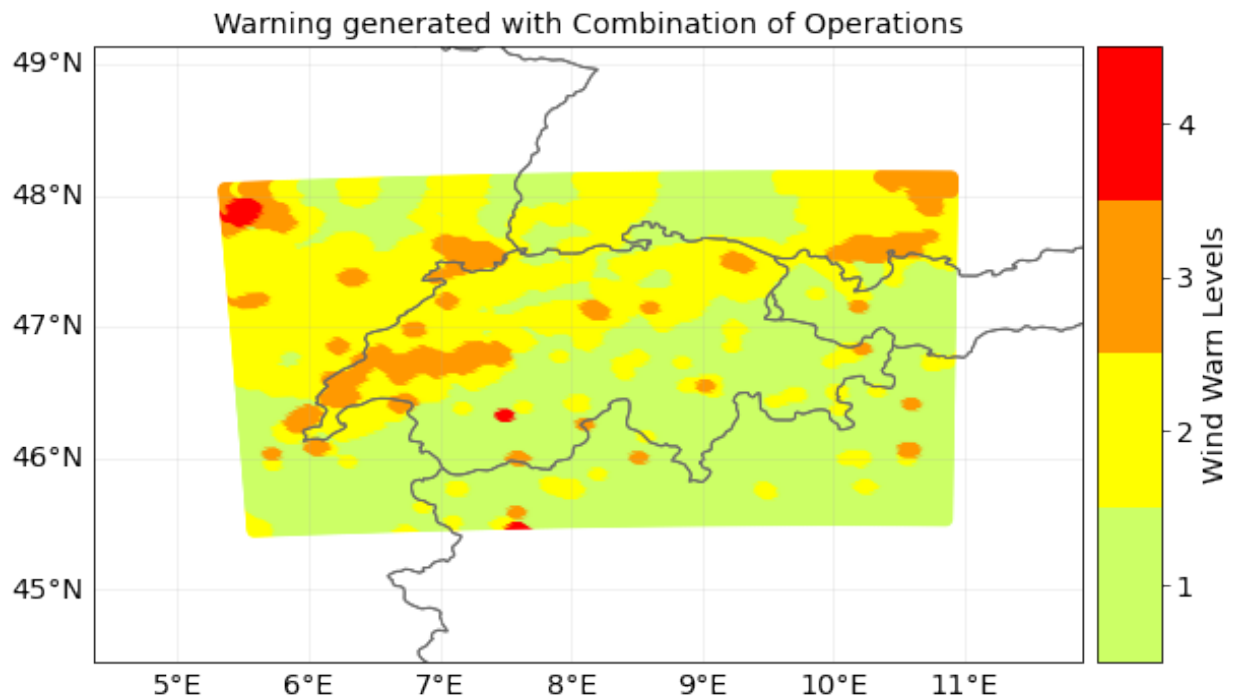 Warning generated with Combination of Operations
49°N
48°N
47°N
46°N
45°N
5°E 6°E 7°E 8°E 9°E 10°E 11°E
4
3
2
1
Wind Warn Levels